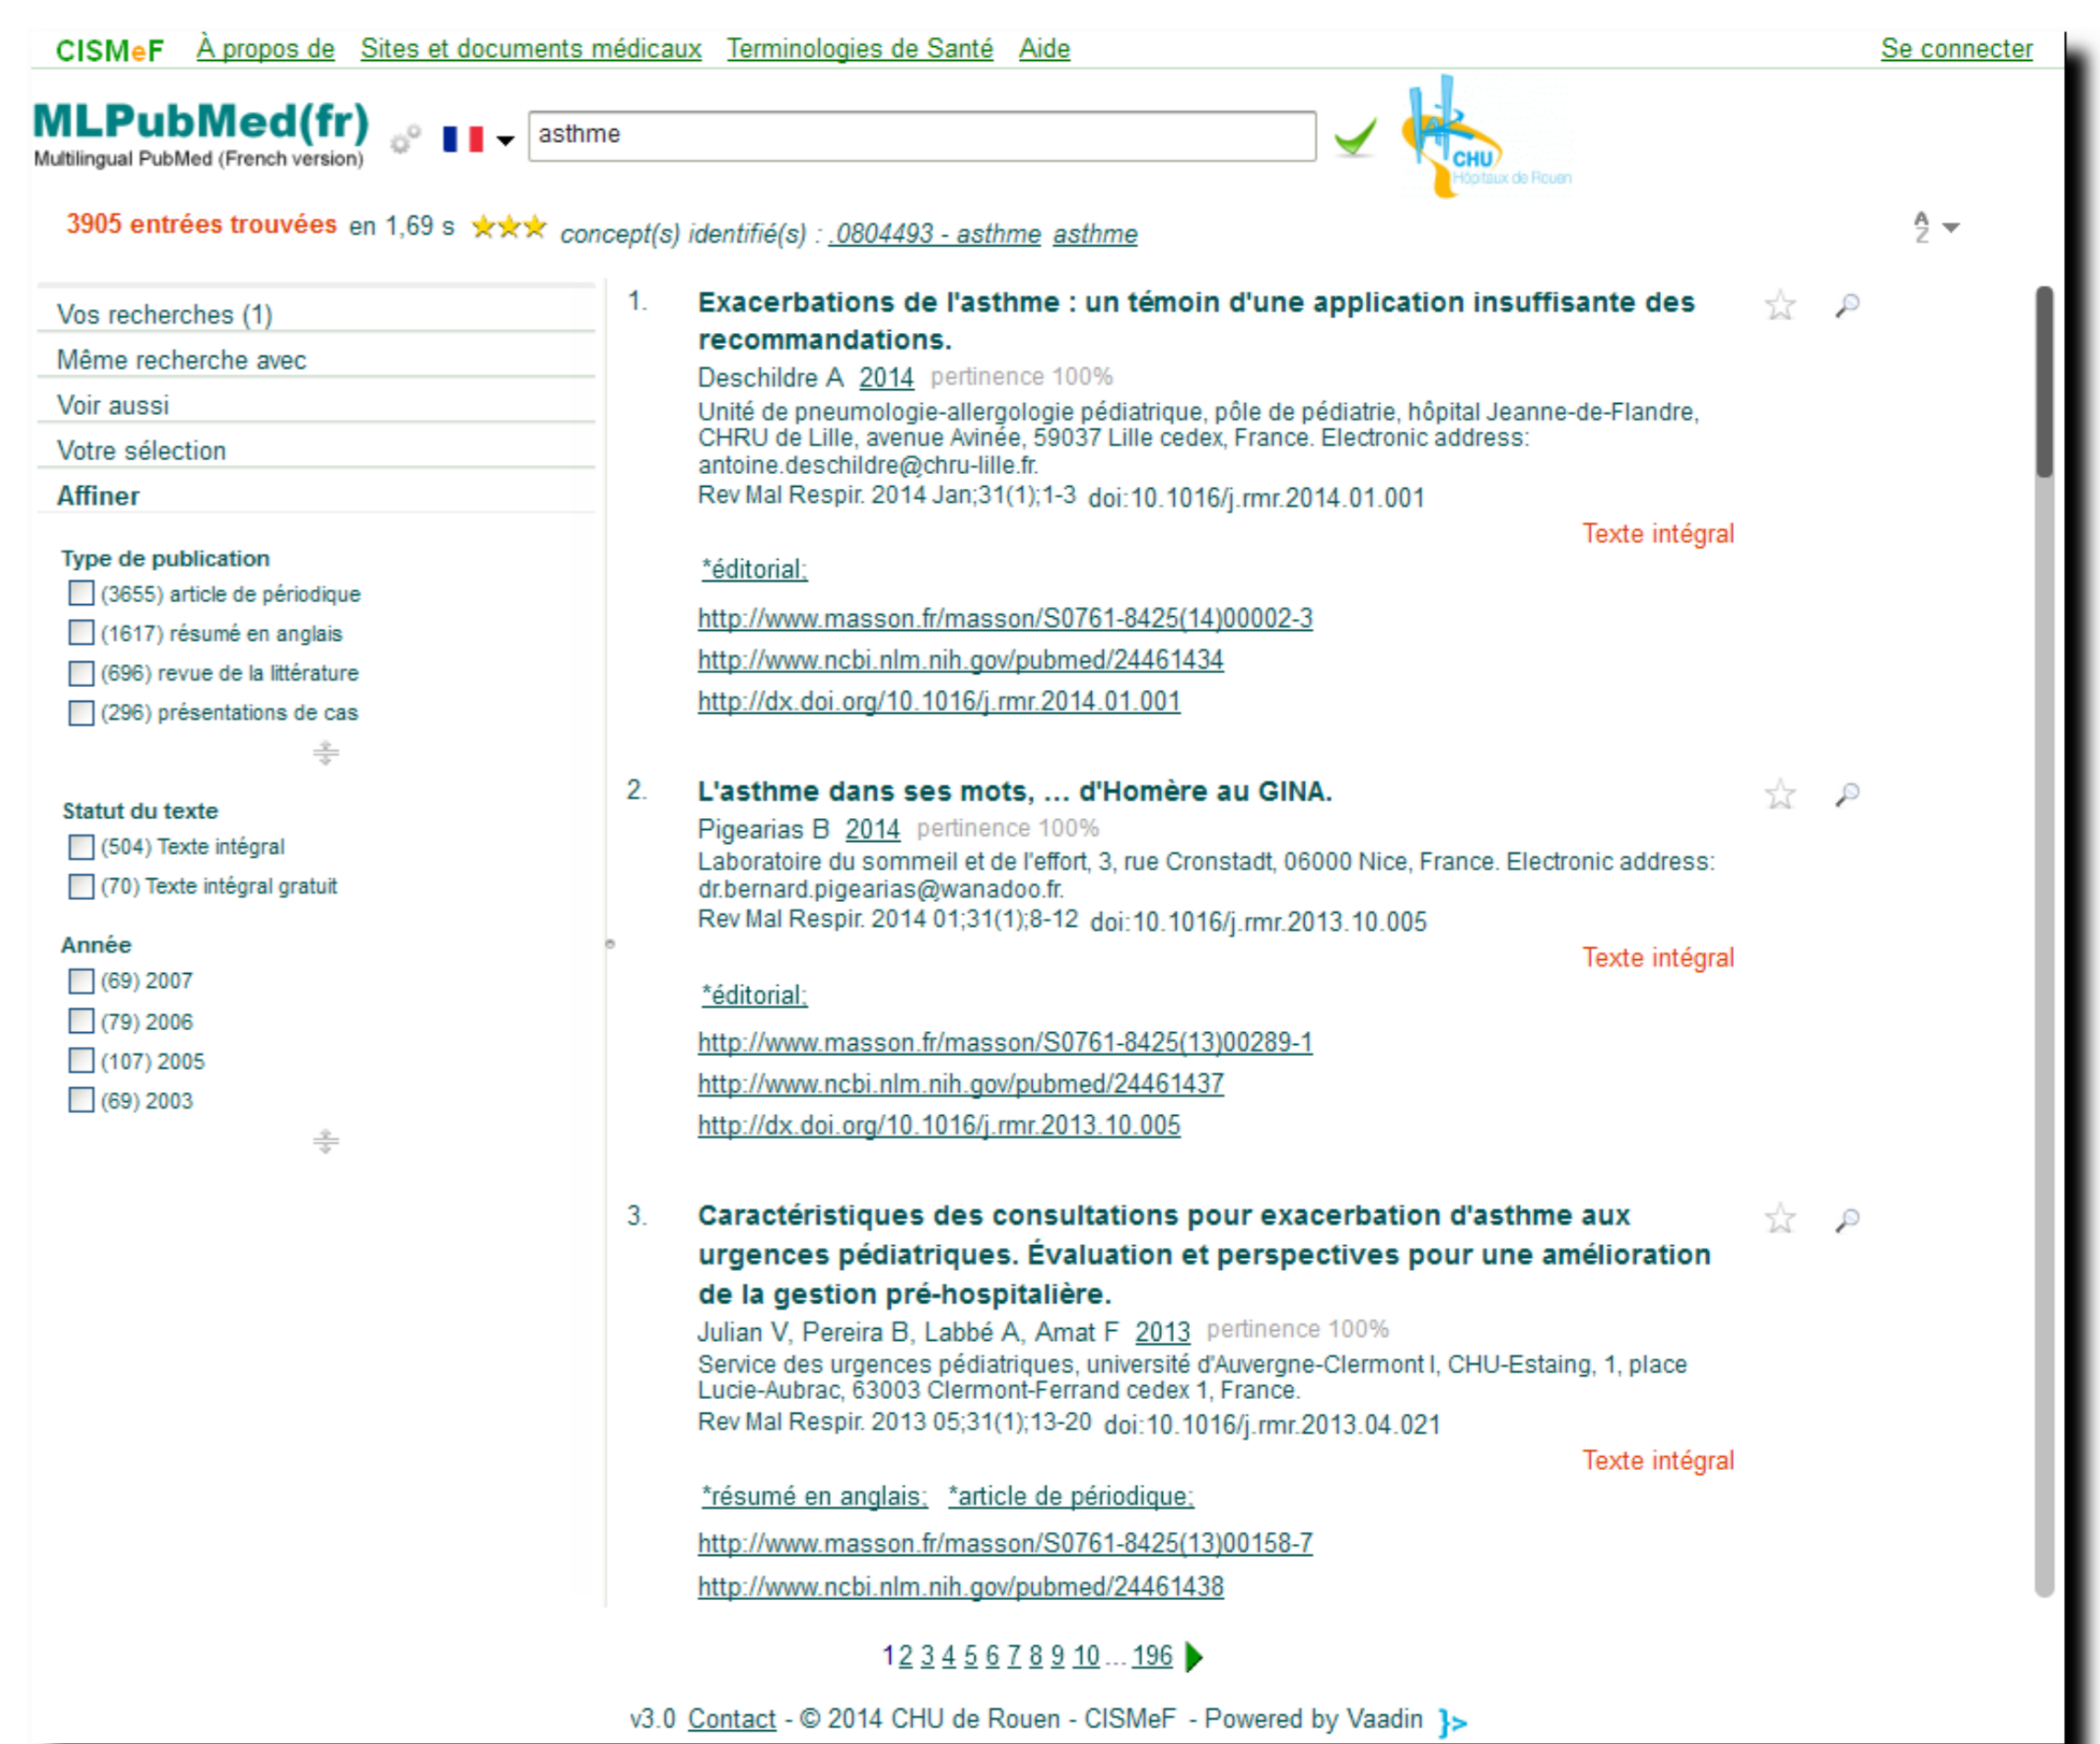 CISMeF À propos de Sites et documents médicaux Terminologies de Santé Aide Se connecter
MLPubMed(fr)
Multilingual PubMed (French version)
asthme
CHU
Hôpitaux de Rouen
3905 entrées trouvées en 1,69 s concept(s) identifié(s) : .0804493 - asthme asthme
A
Z
Vos recherches (1)
Même recherche avec
Voir aussi
Votre sélection
Affiner
Type de publication
(3655) article de périodique
(1617) résumé en anglais
(696) revue de la littérature
(296) présentations de cas
Statut du texte
(504) Texte intégral
(70) Texte intégral gratuit
Année
(69) 2007
(79) 2006
(107) 2005
(69) 2003
1. Exacerbations de l'asthme : un témoin d'une application insuffisante des
recommandations.
Deschildre A 2014 pertinence 100%
Unité de pneumologie-allergologie pédiatrique, pôle de pédiatrie, hôpital Jeanne-de-Flandre,
CHRU de Lille, avenue Avinée, 59037 Lille cedex, France. Electronic address:
antoine.deschildre@chru-lille.fr.
Rev Mal Respir. 2014 Jan;31(1);1-3 doi:10.1016/j.rmr.2014.01.001
Texte intégral
*éditorial;
http://www.masson.fr/masson/S0761-8425(14)00002-3
http://www.ncbi.nlm.nih.gov/pubmed/24461434
http://dx.doi.org/10.1016/j.rmr.2014.01.001
2. L'asthme dans ses mots, ... d'Homère au GINA.
Pigearias B 2014 pertinence 100%
Laboratoire du sommeil et de l'effort, 3, rue Cronstadt, 06000 Nice, France. Electronic address:
dr.bernard.pigearias@wanadoo.fr.
Rev Mal Respir. 2014 01;31(1);8-12 doi:10.1016/j.rmr.2013.10.005
Texte intégral
*éditorial;
http://www.masson.fr/masson/S0761-8425(13)00289-1
http://www.ncbi.nlm.nih.gov/pubmed/24461437
http://dx.doi.org/10.1016/j.rmr.2013.10.005
3. Caractéristiques des consultations pour exacerbation d'asthme aux
urgences pédiatriques. Évaluation et perspectives pour une amélioration
de la gestion pré-hospitalière.
Julian V, Pereira B, Labbé A, Amat F 2013 pertinence 100%
Service des urgences pédiatriques, université d'Auvergne-Clermont I, CHU-Estaing, 1, place
Lucie-Aubrac, 63003 Clermont-Ferrand cedex 1, France.
Rev Mal Respir. 2013 05;31(1);13-20 doi:10.1016/j.rmr.2013.04.021
Texte intégral
*résumé en anglais; *article de périodique;
http://www.masson.fr/masson/S0761-8425(13)00158-7
http://www.ncbi.nlm.nih.gov/pubmed/24461438
1 2 3 4 5 6 7 8 9 10 ... 196
v3.0 Contact - © 2014 CHU de Rouen - CISMeF - Powered by Vaadin }>